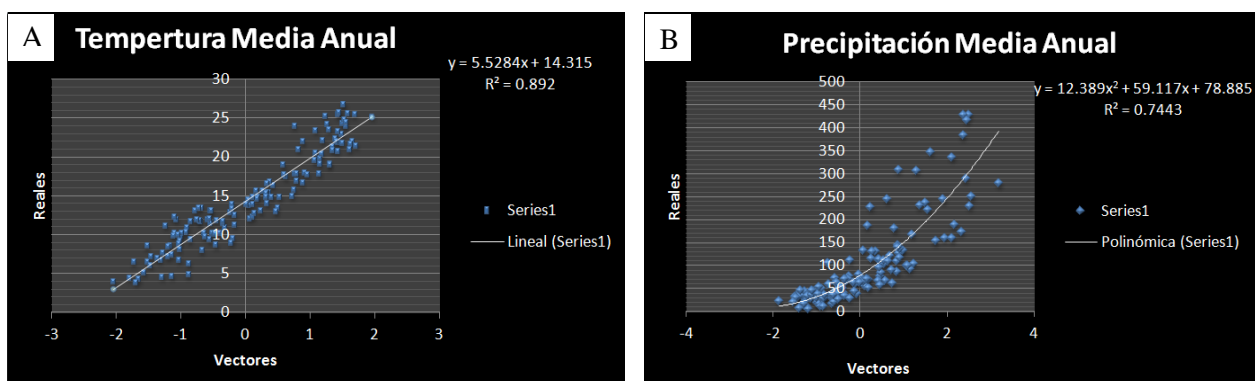 A
Tempertura Media Anual
y = 5.5284x + 14.315
R² = 0.892
30
25
20
15
10
5
0
-3 -2 -1 0 1 2 3
Reales
Vectores
Series1
Lineal (Series1)
B
Precipitación Media Anual
y = 12.389x² + 59.117x + 78.885
R² = 0.7443
500
450
400
350
300
250
200
150
100
50
0
-4 -2 0 2 4
Reales
Vectores
Series1
Polinómica (Series1)